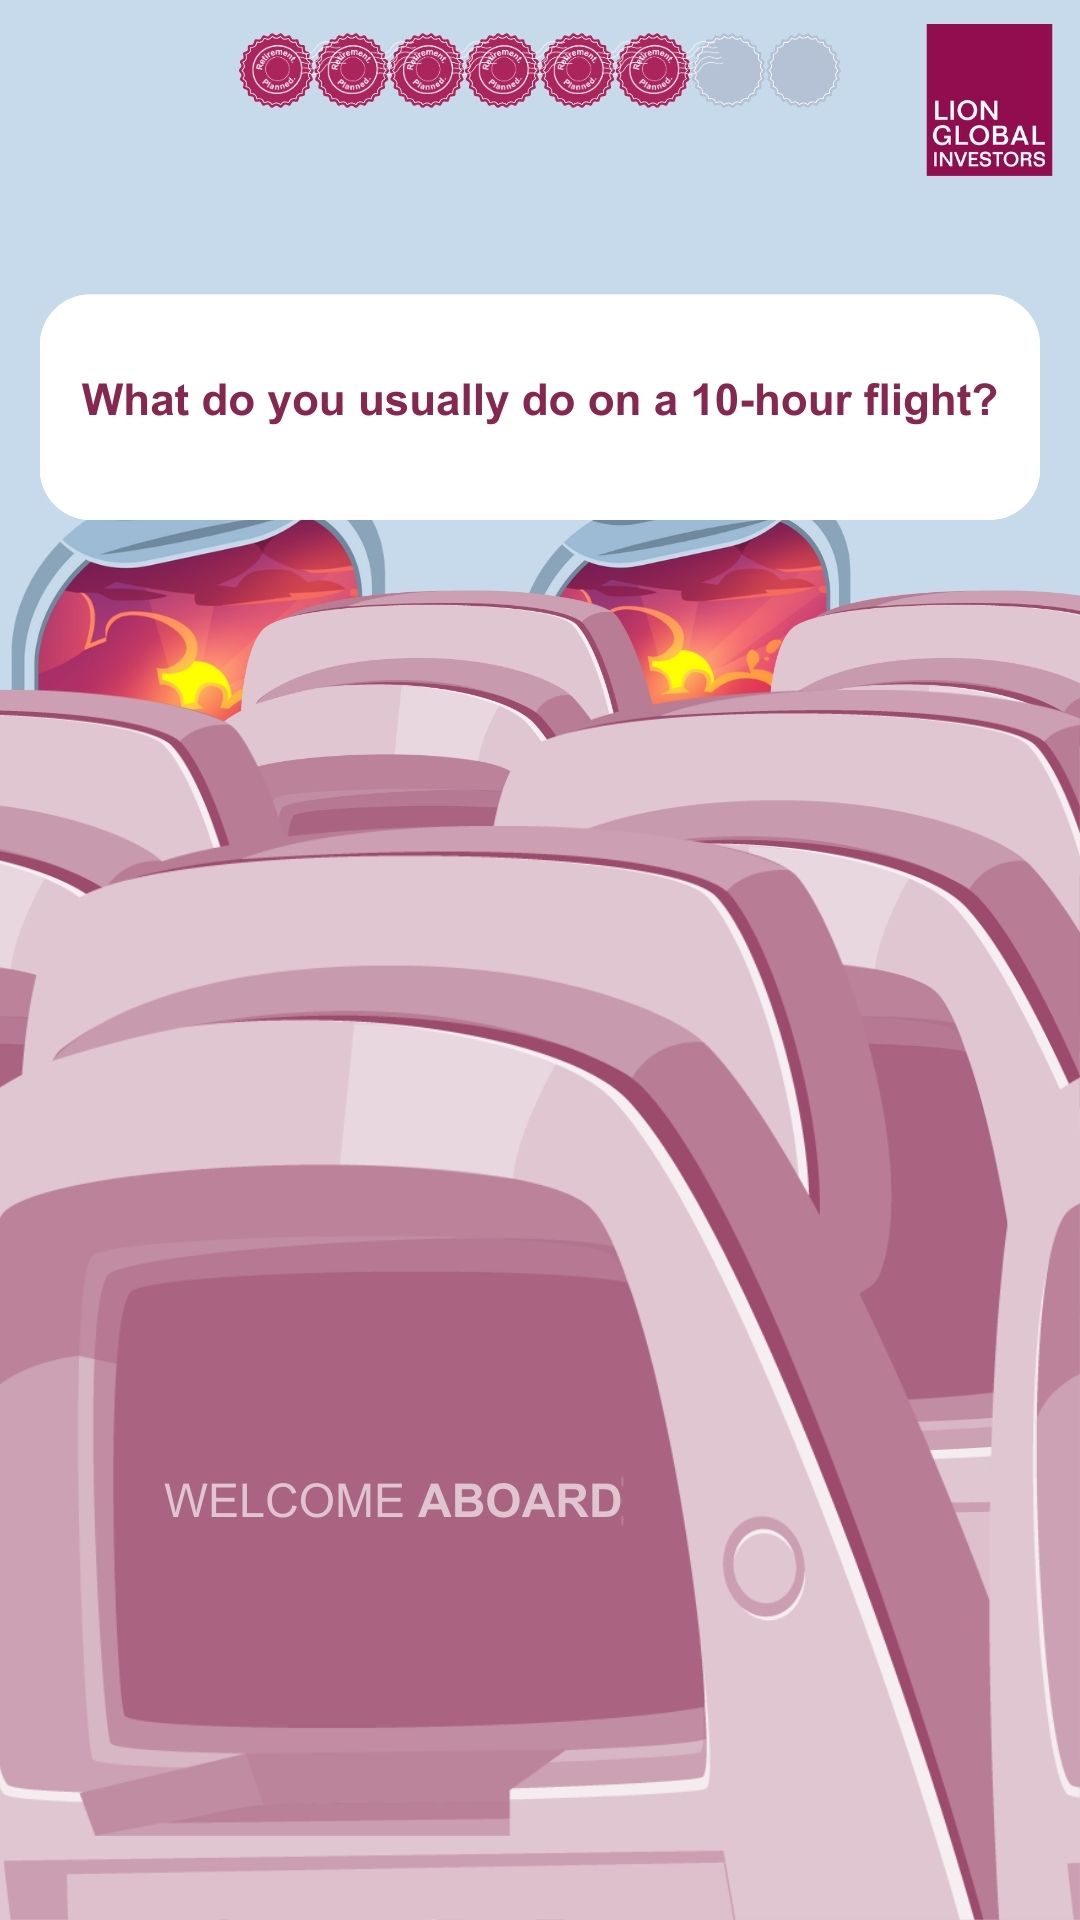 Retirement Planned.
Retirement Planned.
Retirement Planned.
Retirement Planned.
Retirement Planned.
Retirement Planned.
LION
GLOBAL
INVESTORS
What do you usually do on a 10-hour flight?
WELCOME ABOARD